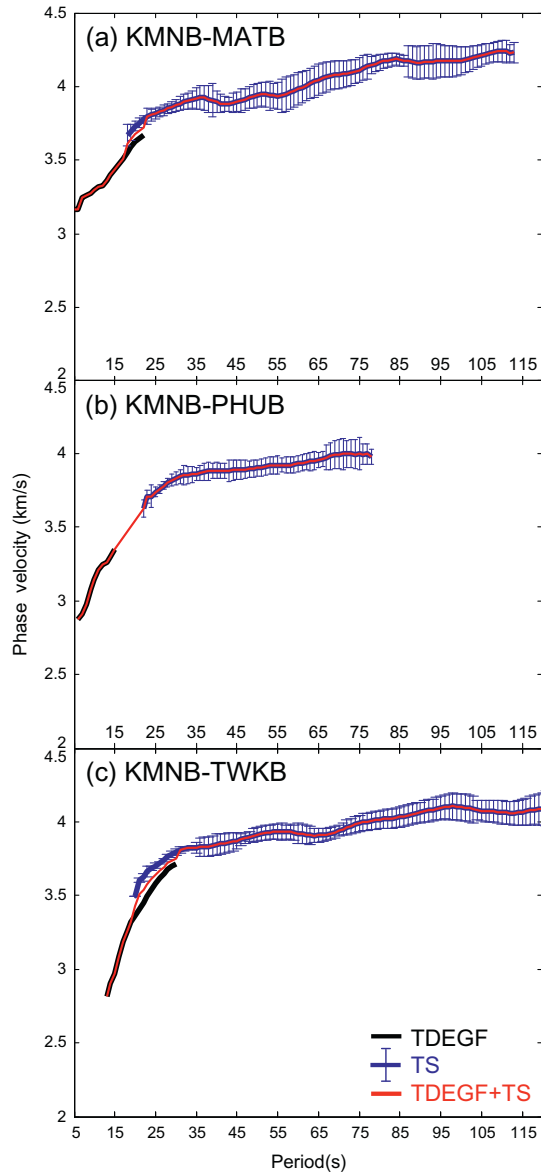 4.5
(a) KMNB-MATB
4
3.5
3
2.5
2
15 25 35 45 55 65 75 85 95 105 115
4.5
(b) KMNB-PHUB
4
3.5
3
2.5
2
15 25 35 45 55 65 75 85 95 105 115
4.5
(c) KMNB-TWKB
4
3.5
3
2.5
2
TDEGF
TS
TDEGF+TS
5 15 25 35 45 55 65 75 85 95 105 115
Period(s)
Phase velocity (km/s)